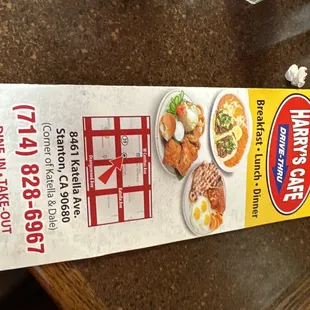 HARRY'S CAFE
DRIVE-THRU
Breakfast • Lunch • Dinner
8461 Katella Ave.
Stanton, CA 90680
(Corner of Katella & Dale)
(714) 828-6967
DINE IN • TAKE-OUT